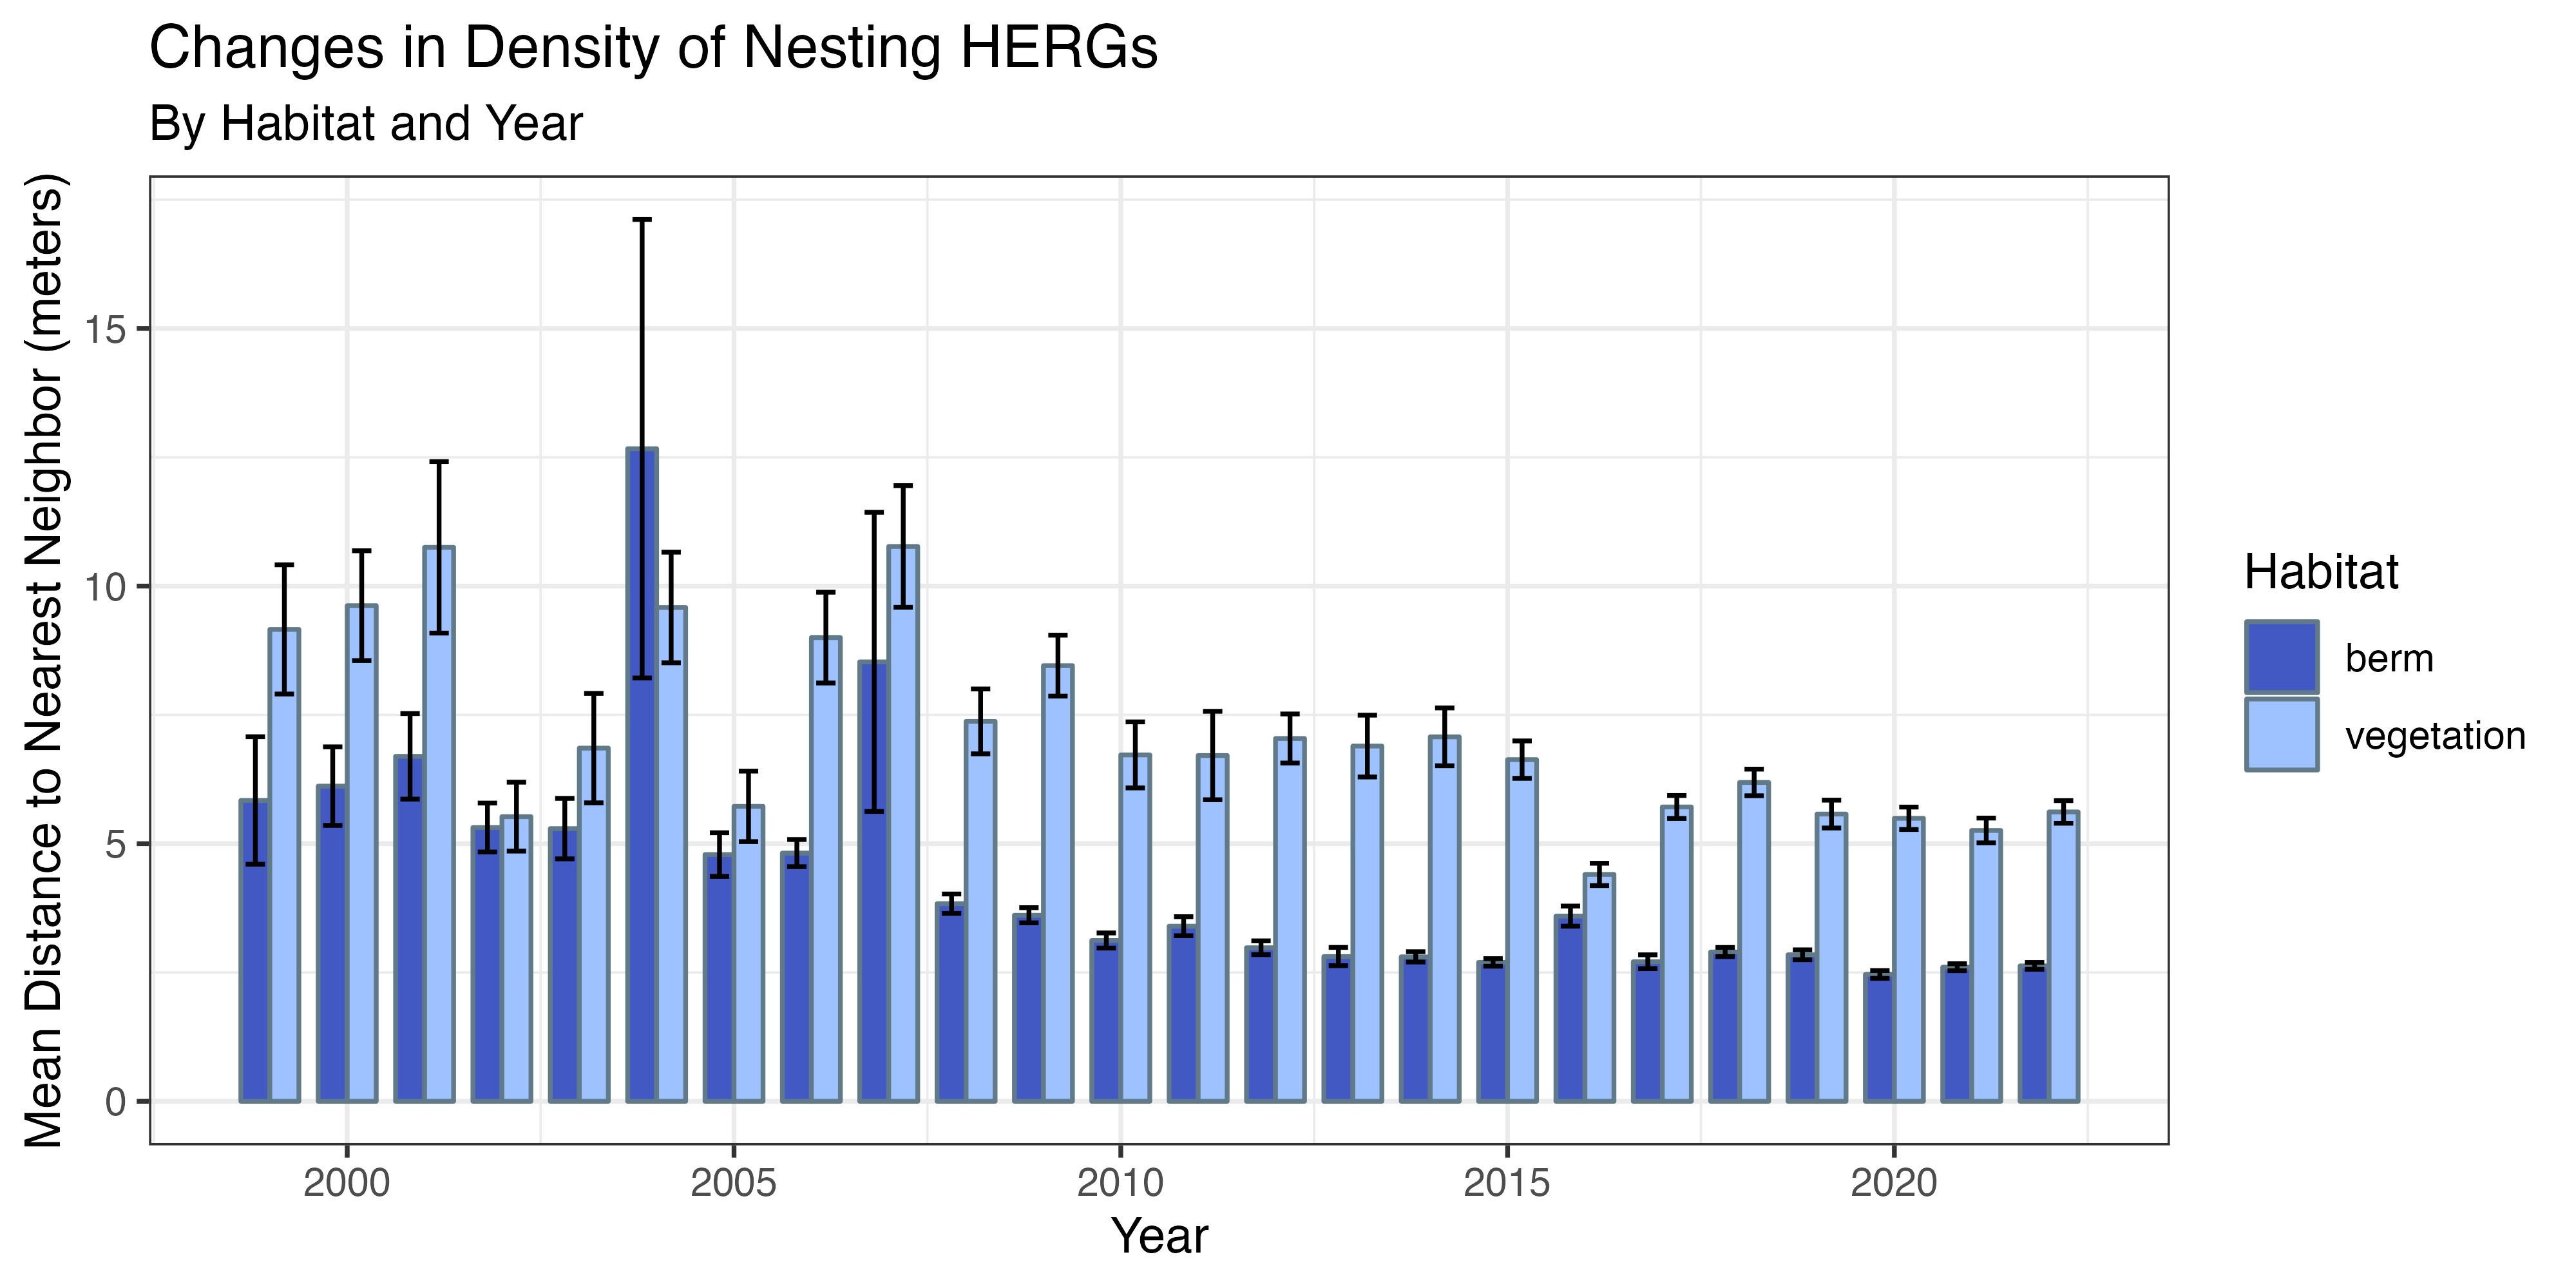 Changes in Density of Nesting HERGs
By Habitat and Year
Mean Distance to Nearest Neighbor (meters)
15
10
5
0
2000 2005 2010 2015 2020
Year
Habitat
berm
vegetation